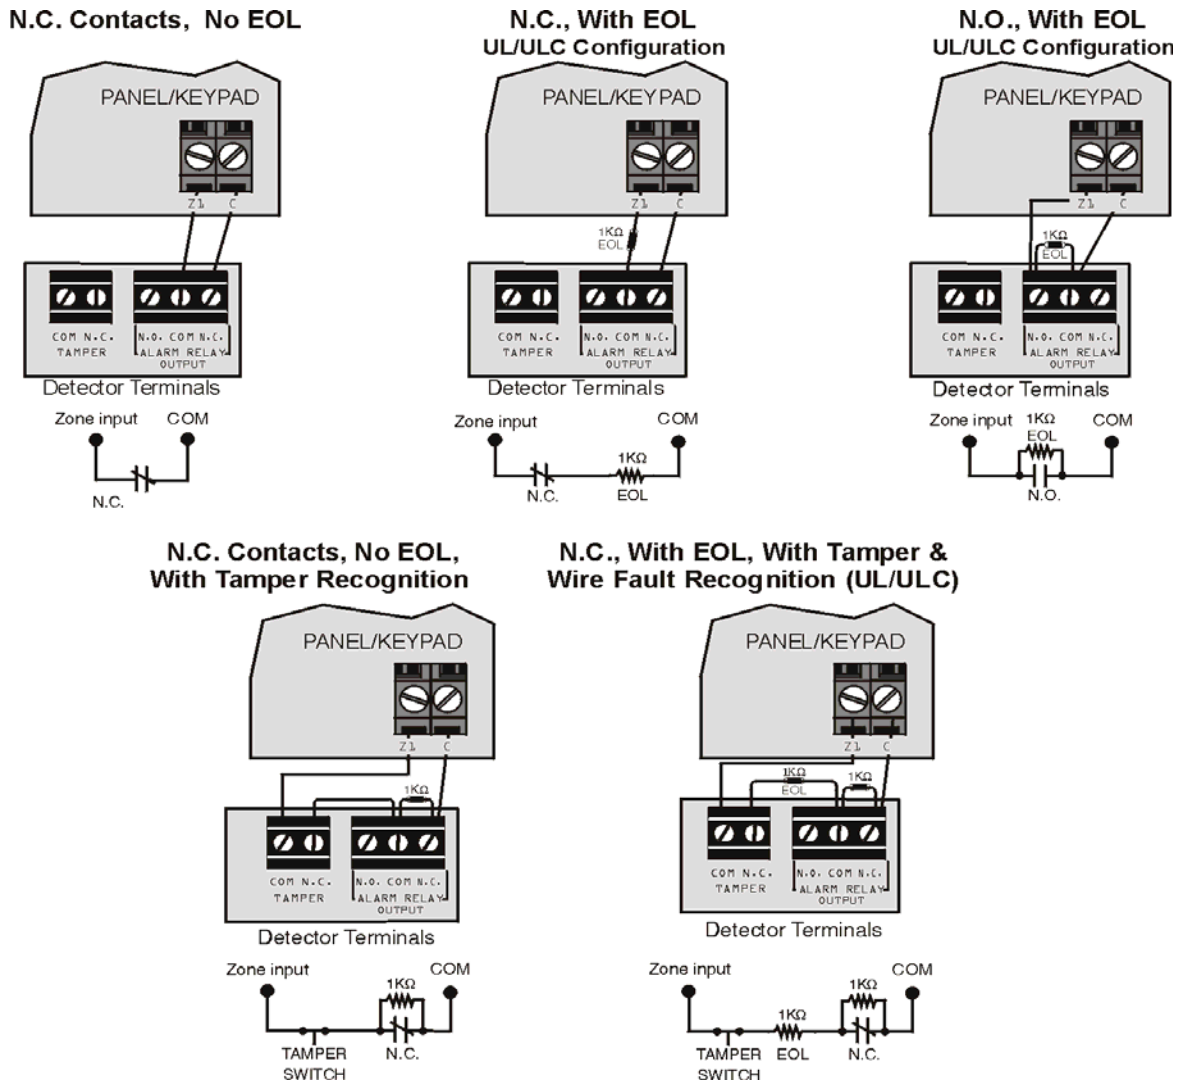 N.C. Contacts, No EOL
PANEL/KEYPAD
Z1 C
COM N.C.
TAMPER
N.O. COM N.C.
ALARM RELAY
OUTPUT
Detector Terminals
Zone input COM
N.C.
N.C., With EOL
UL/ULC Configuration
PANEL/KEYPAD
Z1 C
1KΩ
EOL
COM N.C.
TAMPER
N.O. COM N.C.
ALARM RELAY
OUTPUT
Detector Terminals
Zone input COM
1KΩ
N.C. EOL
N.O., With EOL
UL/ULC Configuration
PANEL/KEYPAD
Z1 C
1KΩ
EOL
COM N.C.
TAMPER
N.O. COM N.C.
ALARM RELAY
OUTPUT
Detector Terminals
Zone input 1KΩ COM
EOL
N.O.
N.C. Contacts, No EOL,
With Tamper Recognition
PANEL/KEYPAD
Z1 C
1KΩ
COM N.C.
TAMPER
N.O. COM N.C.
ALARM RELAY
OUTPUT
Detector Terminals
Zone input COM
1KΩ
TAMPER N.C.
SWITCH
N.C., With EOL, With Tamper &
Wire Fault Recognition (UL/ULC)
PANEL/KEYPAD
Z1 C
1KΩ 1KΩ
EOL
COM N.C.
TAMPER
N.O. COM N.C.
ALARM RELAY
OUTPUT
Detector Terminals
Zone input COM
1KΩ
1KΩ
TAMPER EOL N.C.
SWITCH